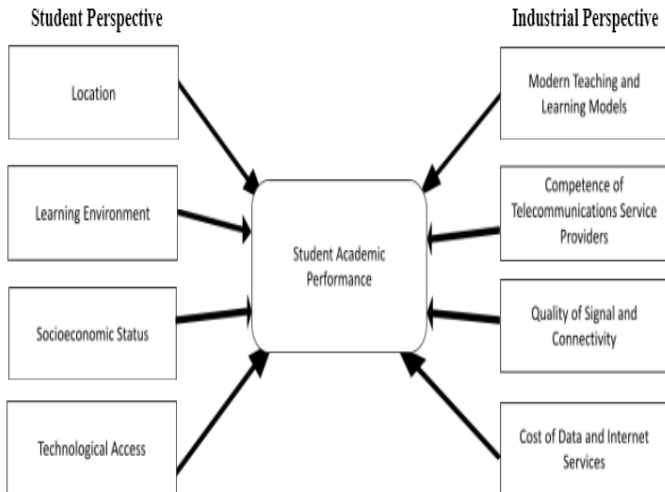 Student Perspective
Location
Learning Environment
Socioeconomic Status
Technological Access
Student Academic
Performance
Industrial Perspective
Modern Teaching and
Learning Models
Competence of
Telecommunications Service
Providers
Quality of Signal and
Connectivity
Cost of Data and Internet
Services